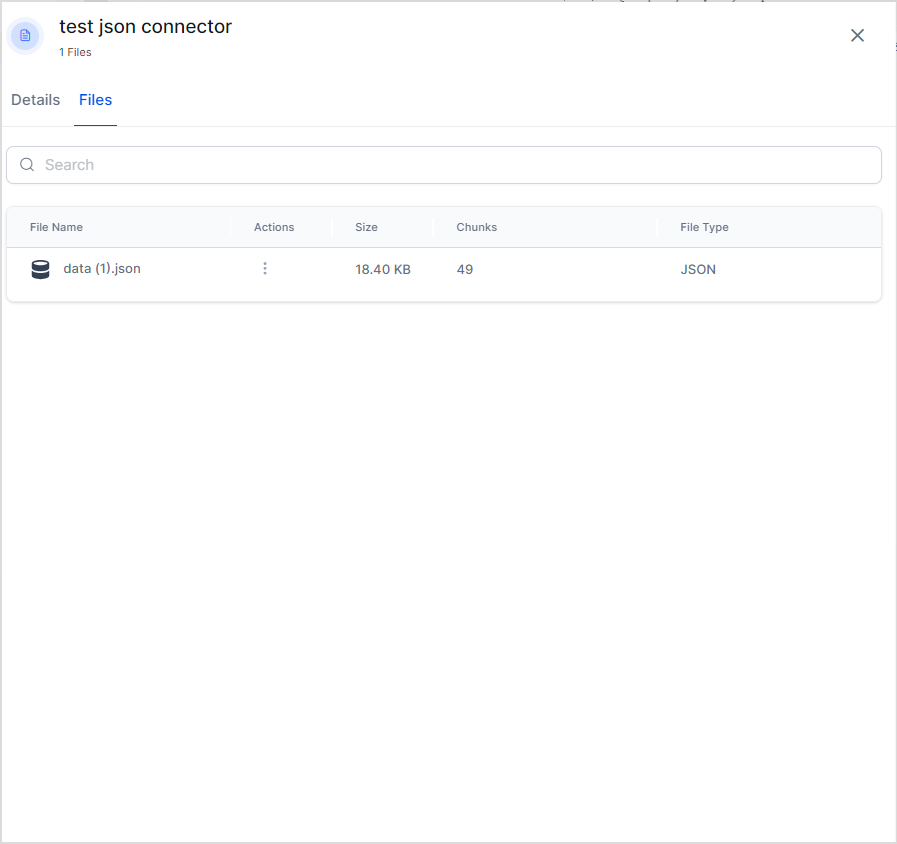 test json connector
1 Files
Details Files
Search
File Name Actions Size Chunks File Type
data (1).json 18.40 KB 49 JSON